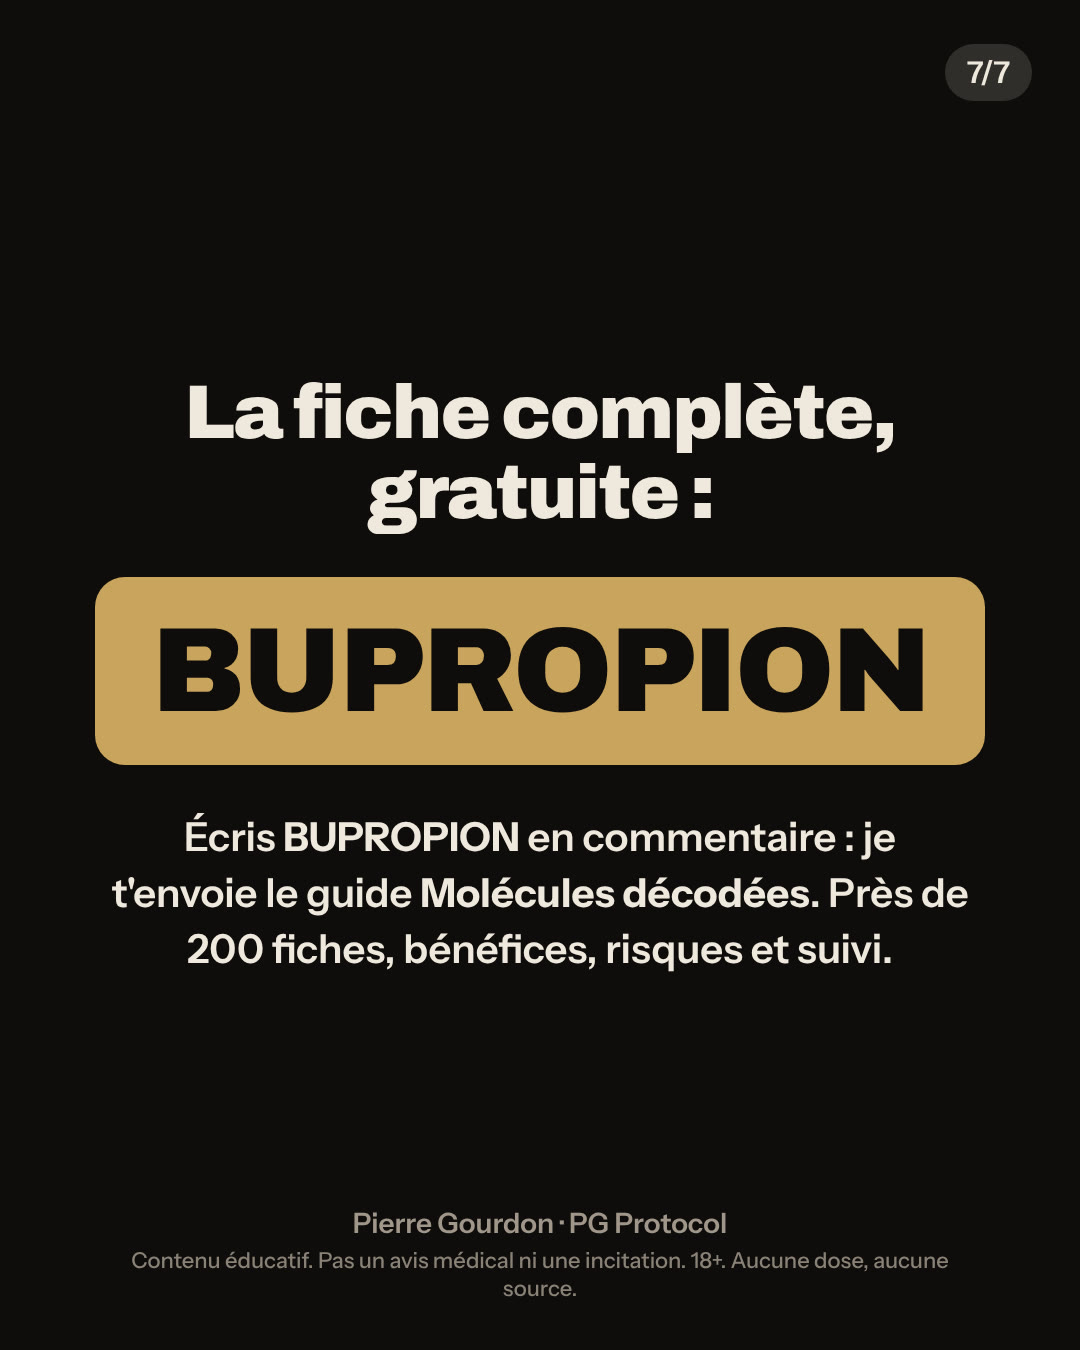 7/7
La fiche complète,
gratuite :
BUPROPION
Écris BUPROPION en commentaire : je
t'envoie le guide Molécules décodées. Près de
200 fiches, bénéfices, risques et suivi.
Pierre Gourdon · PG Protocol
Contenu éducatif. Pas un avis médical ni une incitation. 18+. Aucune dose, aucune
source.